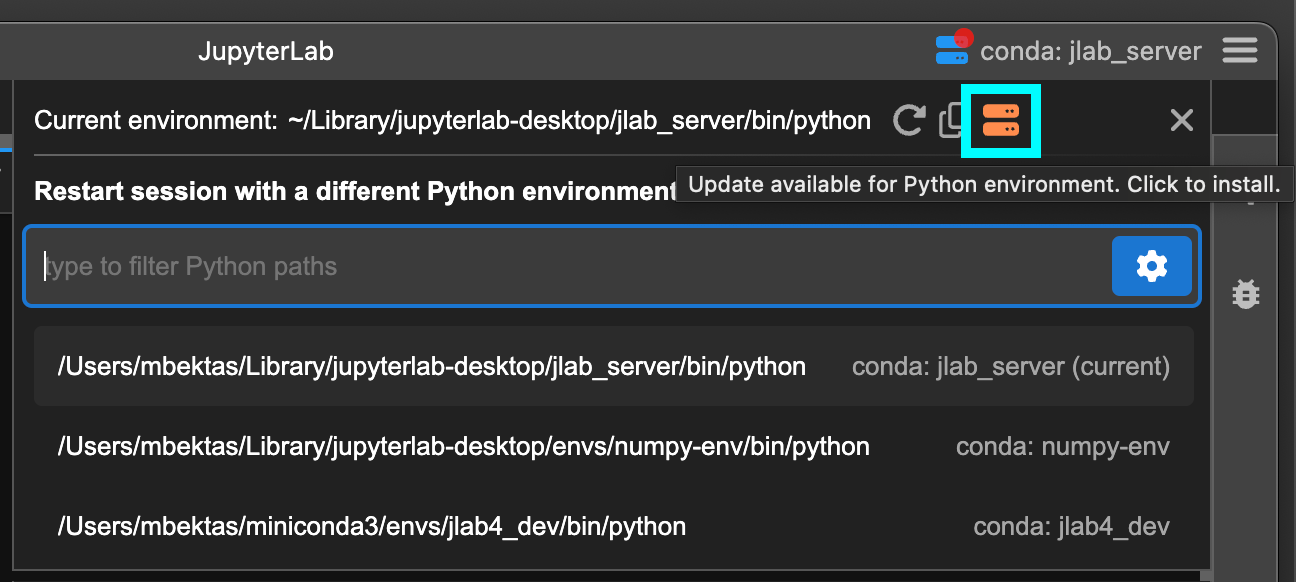 JupyterLab
conda: jlab_server
Current environment: ~/Library/jupyterlab-desktop/jlab_server/bin/python
Restart session with a different Python environment
Update available for Python environment. Click to install.
type to filter Python paths
/Users/mbektas/Library/jupyterlab-desktop/jlab_server/bin/python conda: jlab_server (current)
/Users/mbektas/Library/jupyterlab-desktop/envs/numpy-env/bin/python conda: numpy-env
/Users/mbektas/miniconda3/envs/jlab4_dev/bin/python conda: jlab4_dev